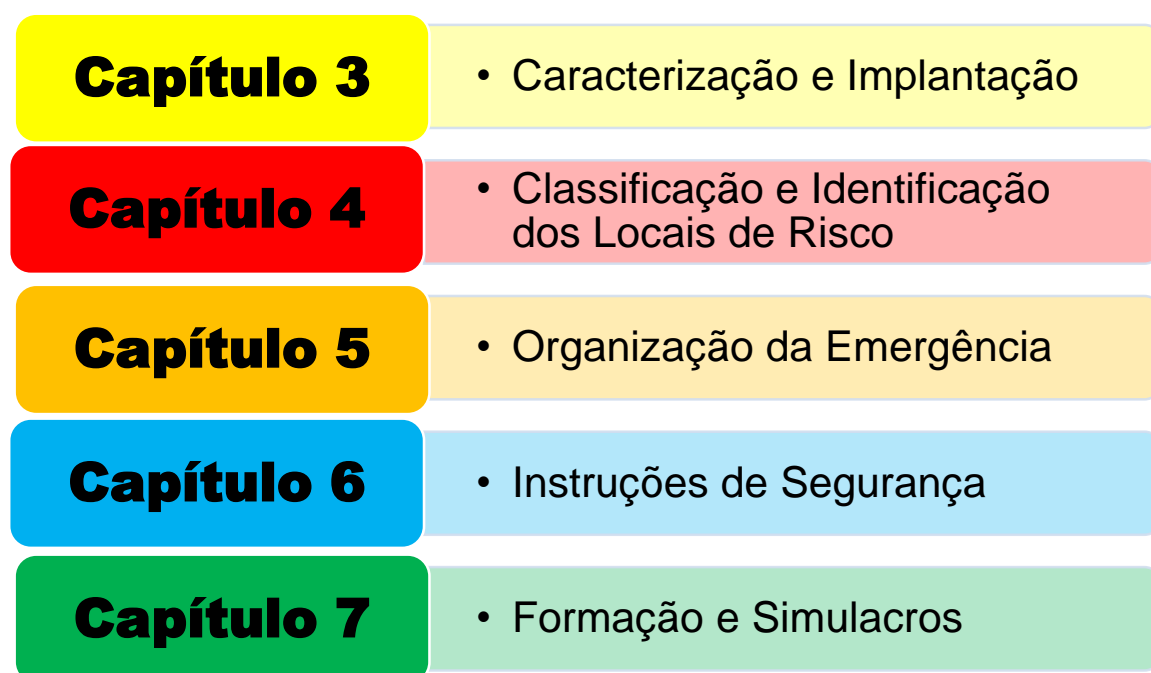 Capítulo 3
• Caracterização e Implantação
Capítulo 4
• Classificação e Identificação
dos Locais de Risco
Capítulo 5
• Organização da Emergência
Capítulo 6
• Instruções de Segurança
Capítulo 7
• Formação e Simulacros